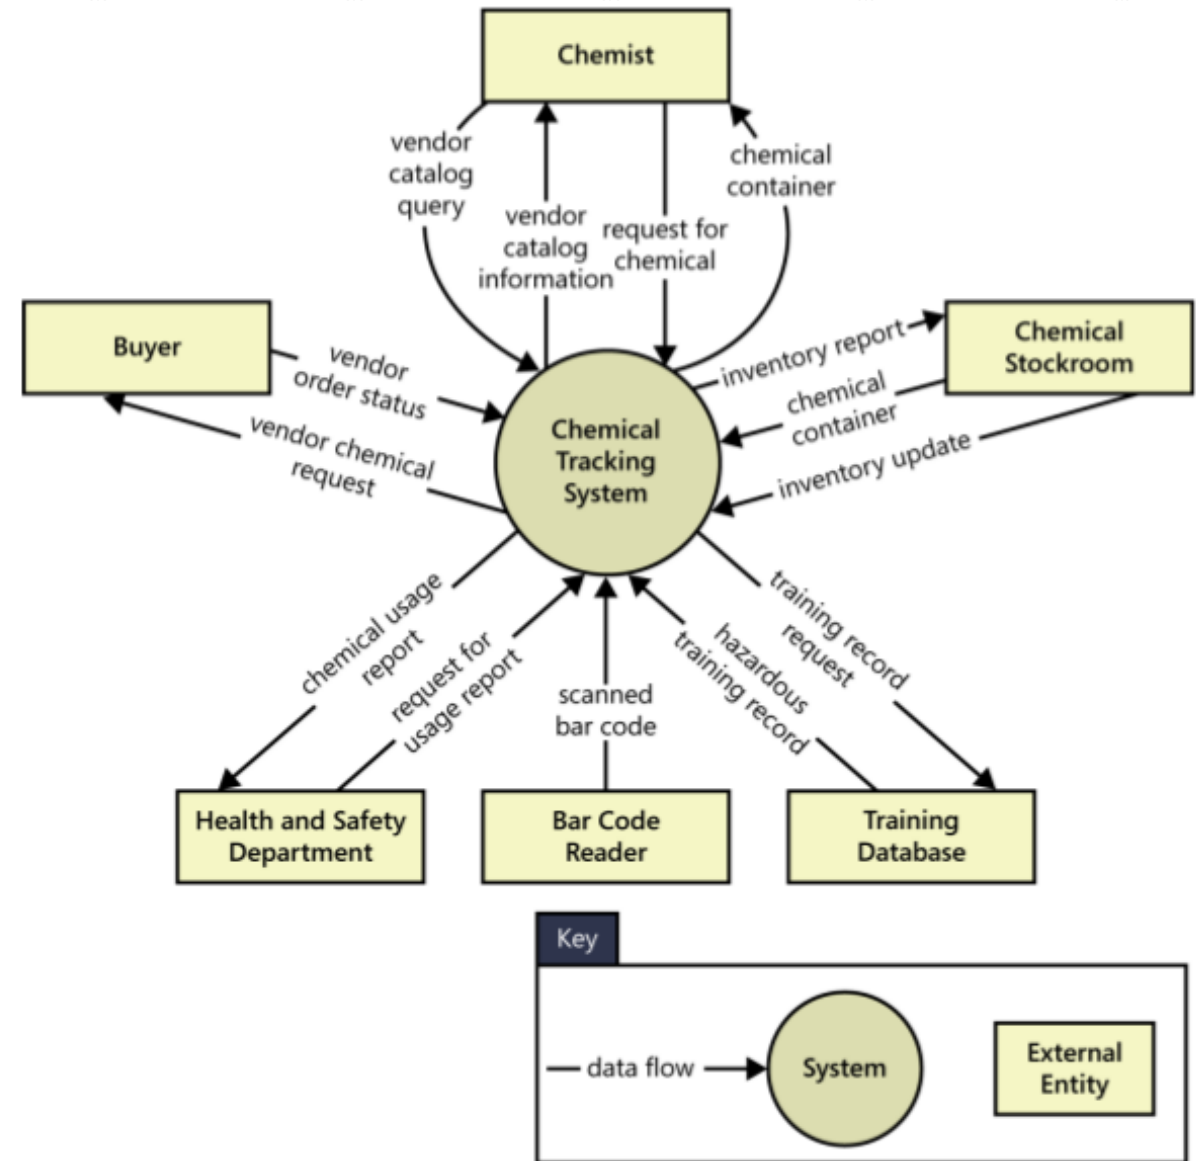 Chemist
vendor
catalog
query
vendor
catalog
information
request for
chemical
chemical
container
Buyer
vendor
order status
vendor chemical
request
Chemical
Tracking
System
inventory report
chemical
container
inventory update
Chemical
Stockroom
chemical usage
report
request for
usage report
scanned
bar code
hazardous
training record
training record
request
Health and Safety
Department
Bar Code
Reader
Training
Database
Key
data flow
System
External
Entity